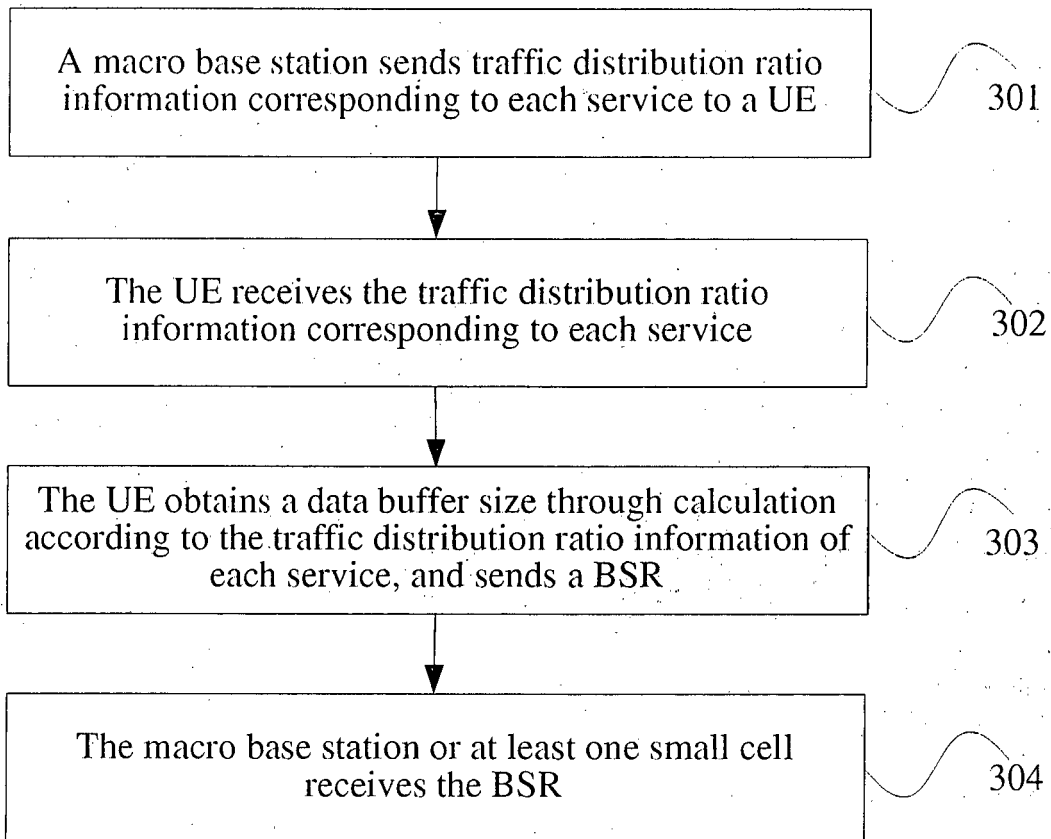 A macro base station sends traffic distribution ratio
information corresponding to each service to a UE
301
The UE receives the traffic distribution ratio
information corresponding to each service
302
The UE obtains a data buffer size through calculation
according to the traffic distribution ratio information of
each service, and sends a BSR
303
The macro base station or at least one small cell
receives the BSR
304